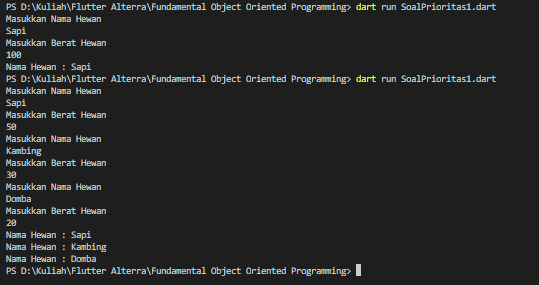 PS D:\Kuliah\Flutter Alterra\Fundamental Object Oriented Programming> dart run SoalPrioritas1.dart
Masukkan Nama Hewan
Sapi
Masukkan Berat Hewan
100
Nama Hewan : Sapi
PS D:\Kuliah\Flutter Alterra\Fundamental Object Oriented Programming> dart run SoalPrioritas1.dart
Masukkan Nama Hewan
Sapi
Masukkan Berat Hewan
50
Masukkan Nama Hewan
Kambing
Masukkan Berat Hewan
30
Masukkan Nama Hewan
Domba
Masukkan Berat Hewan
20
Nama Hewan : Sapi
Nama Hewan : Kambing
Nama Hewan : Domba
PS D:\Kuliah\Flutter Alterra\Fundamental Object Oriented Programming>